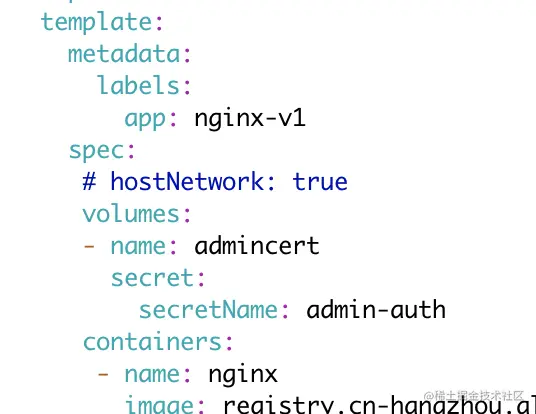 template:
metadata:
labels:
app: nginx-v1
spec:
# hostNetwork: true
volumes:
- name: admincert
secret:
secretName: admin-auth
containers:
- name: nginx
image: registry.cn-hangzhou.al
@稀土掘金技术社区